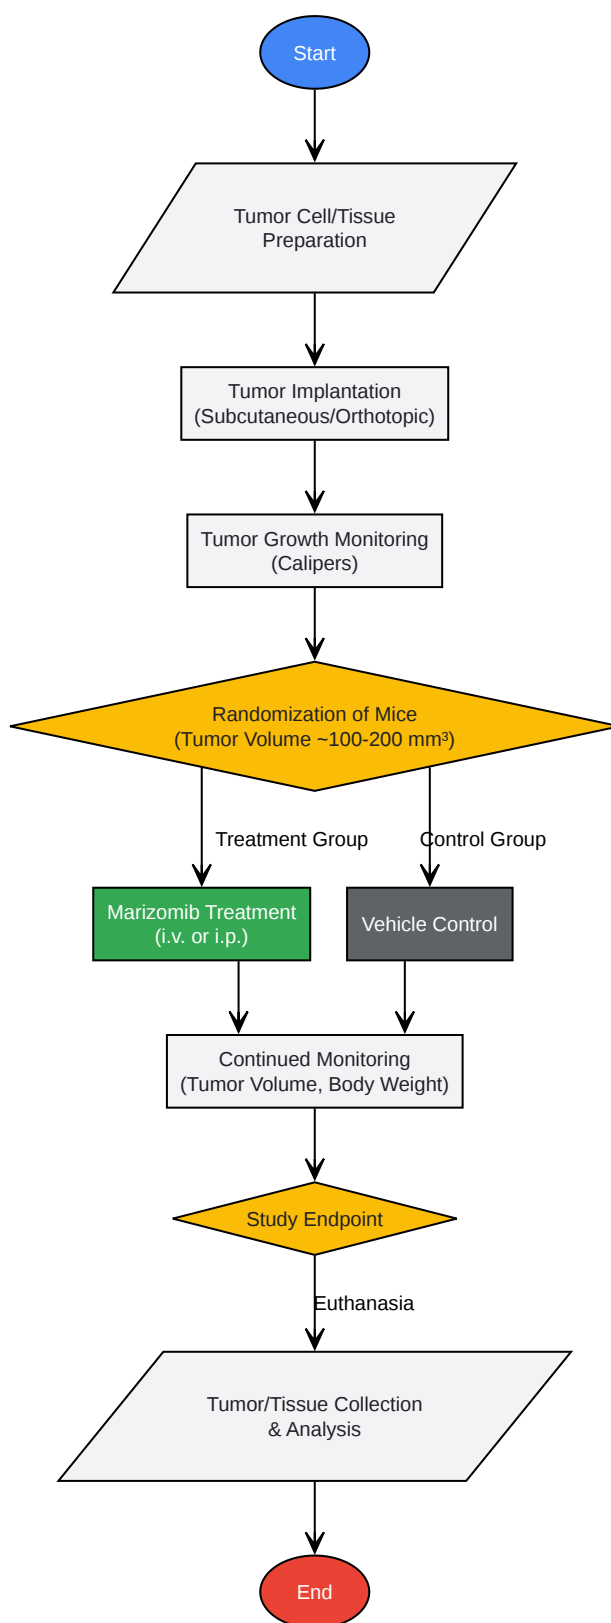 Start
Tumor Cell/Tissue
Preparation
Tumor Implantation
(Subcutaneous/Orthotopic)
Tumor Growth Monitoring
(Calipers)
Randomization of Mice
(Tumor Volume ~100-200 mm³)
Treatment Group
Control Group
Marizomib Treatment
(i.v. or i.p.)
Vehicle Control
Continued Monitoring
(Tumor Volume, Body Weight)
Study Endpoint
Euthanasia
Tumor/Tissue Collection
& Analysis
End